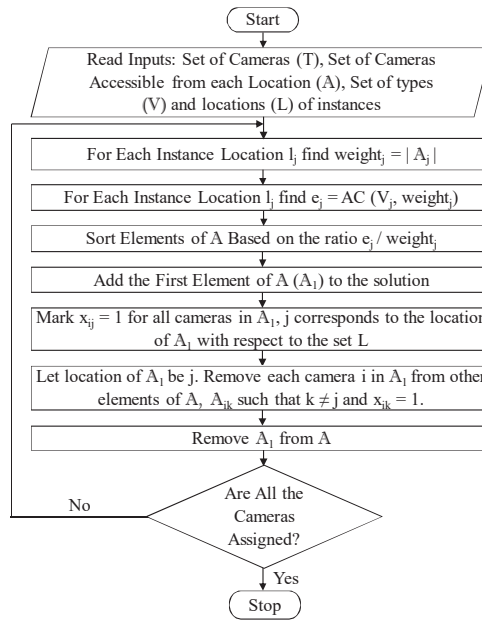 Start
Read Inputs: Set of Cameras (T), Set of Cameras
Accessible from each Location (A), Set of types
(V) and locations (L) of instances
For Each Instance Location lⱼ find weightⱼ = | Aⱼ |
For Each Instance Location lⱼ find eⱼ = AC (Vⱼ, weightⱼ)
Sort Elements of A Based on the ratio eⱼ / weightⱼ
Add the First Element of A (A₁) to the solution
Mark xᵢⱼ = 1 for all cameras in A₁, j corresponds to the location
of A₁ with respect to the set L
Let location of A₁ be j. Remove each camera i in A₁ from other
elements of A, Aᵢₖ such that k ≠ j and xᵢₖ = 1.
Remove A₁ from A
Are All the
Cameras
Assigned?
No
Yes
Stop